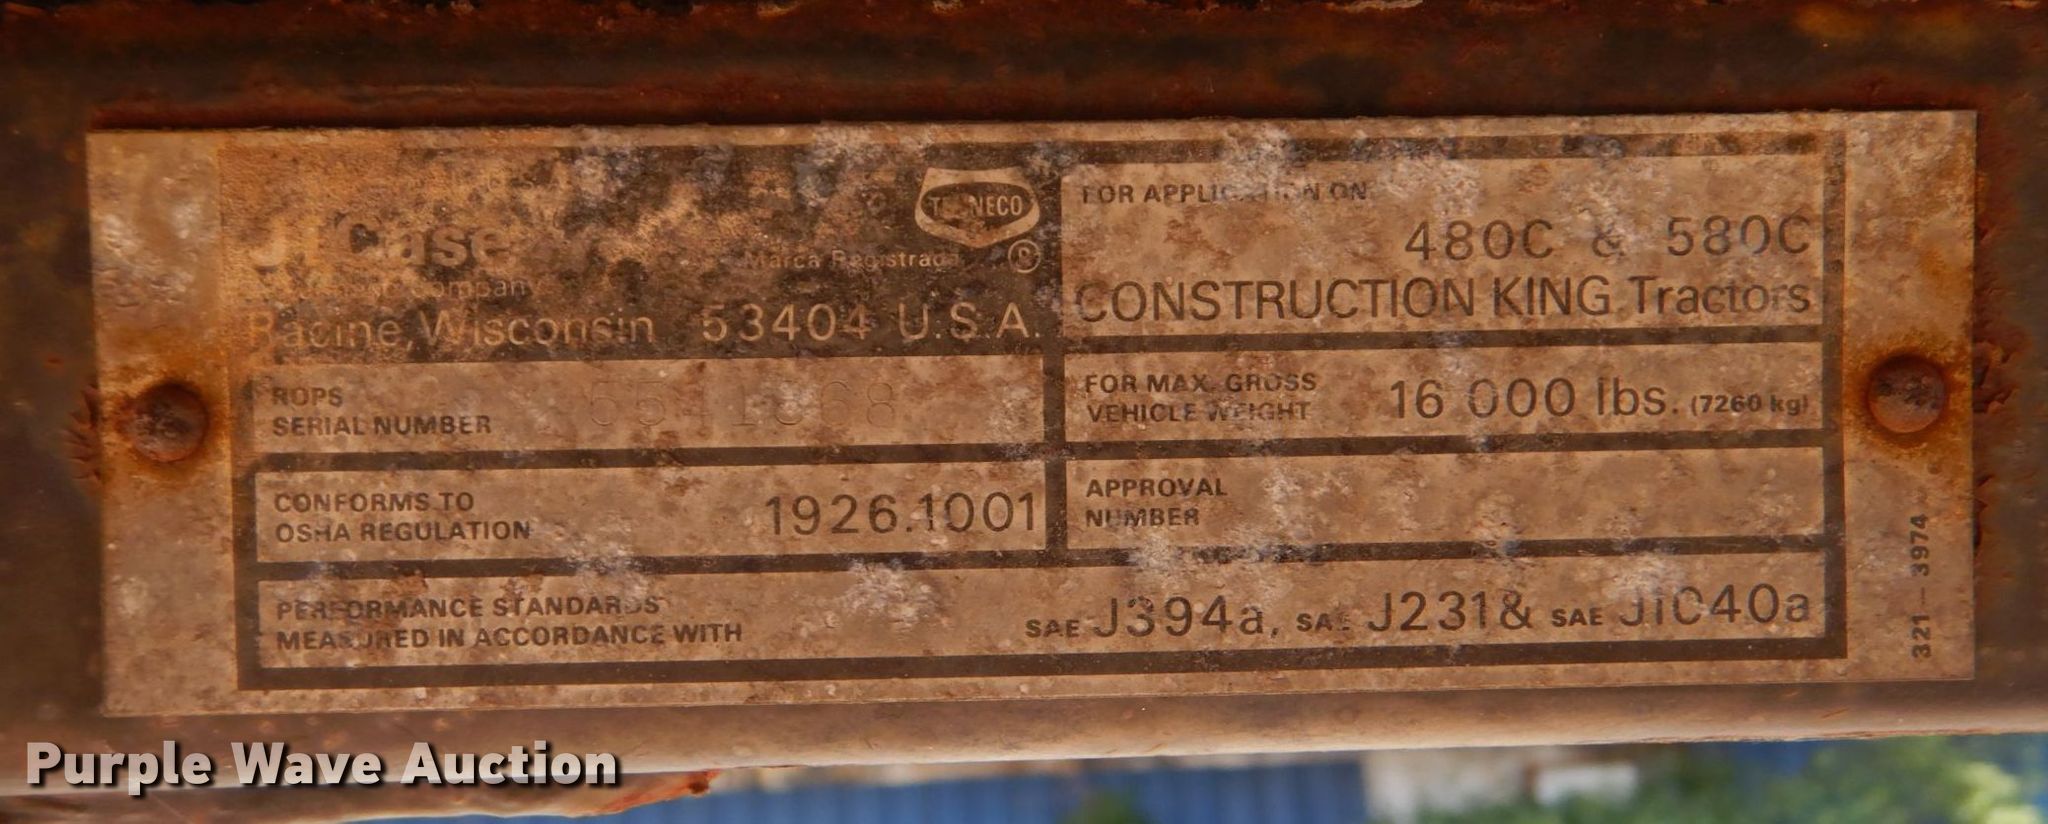 J I Case
Company
Racine, Wisconsin 53404 U.S.A.
TENNECO
Marca Registrada
®
FOR APPLICATION ON
480C & 580C
CONSTRUCTION KING Tractors
ROPS
SERIAL NUMBER
FOR MAX. GROSS
VEHICLE WEIGHT
16 000 lbs. (7260 kg)
CONFORMS TO
OSHA REGULATION
1926.1001
APPROVAL
NUMBER
PERFORMANCE STANDARDS
MEASURED IN ACCORDANCE WITH
SAE J394a, SAE J231 & SAE J1040a
321-3974
Purple Wave Auction